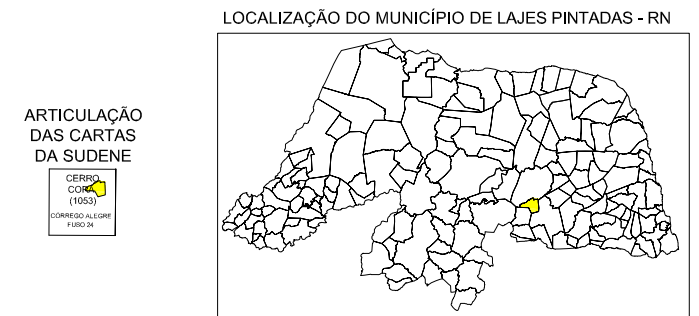 LOCALIZAÇÃO DO MUNICÍPIO DE LAJES PINTADAS - RN
ARTICULAÇÃO
DAS CARTAS
DA SUDENE
CERRO
CORÁ
(1053)
CÓRREGO ALEGRE
FUSO 24